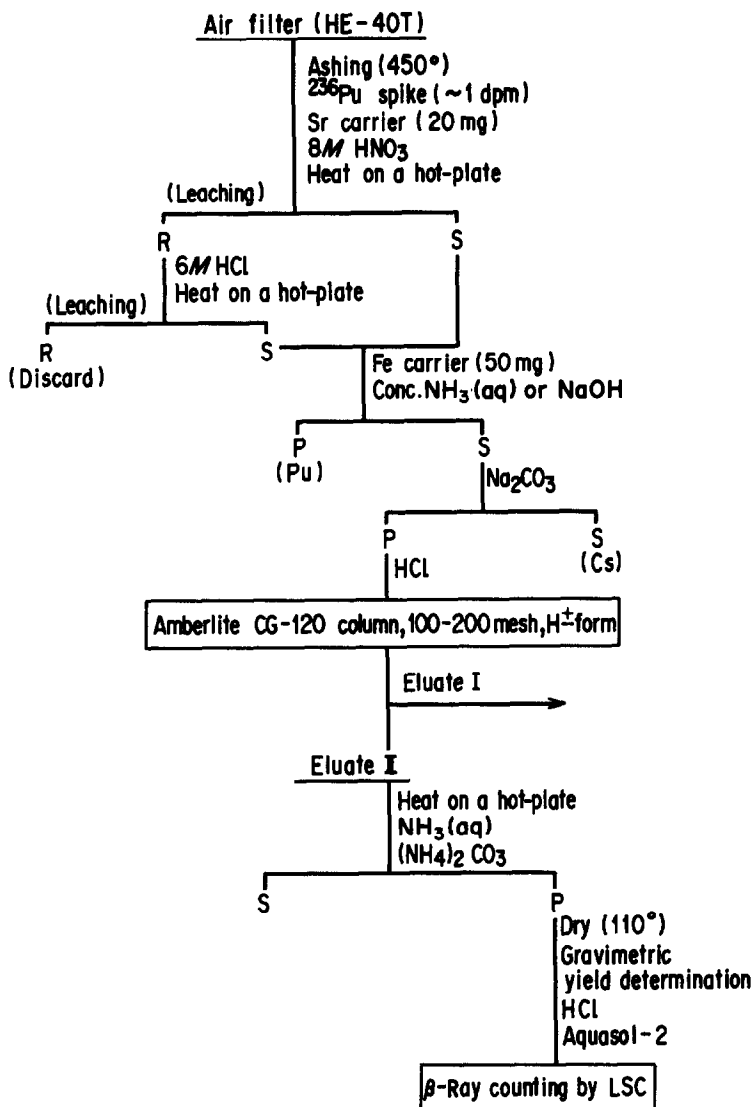 Air filter (HE-40T)
Ashing (450°)
²³⁶Pu spike (~1 dpm)
Sr carrier (20 mg)
8M HNO₃
Heat on a hot-plate
(Leaching)
R
S
6M HCl
Heat on a hot-plate
(Leaching)
R
(Discard)
S
Fe carrier (50 mg)
Conc. NH₃ (aq) or NaOH
P
(Pu)
S
Na₂CO₃
P
S
(Cs)
HCl
Amberlite CG-120 column, 100-200 mesh, H± form
Eluate I
Eluate II
Heat on a hot-plate
NH₃ (aq)
(NH4)₂ CO₃
S
P
Dry (110°)
Gravimetric
yield determination
HCl
Aquasol-2
β-Ray counting by LSC